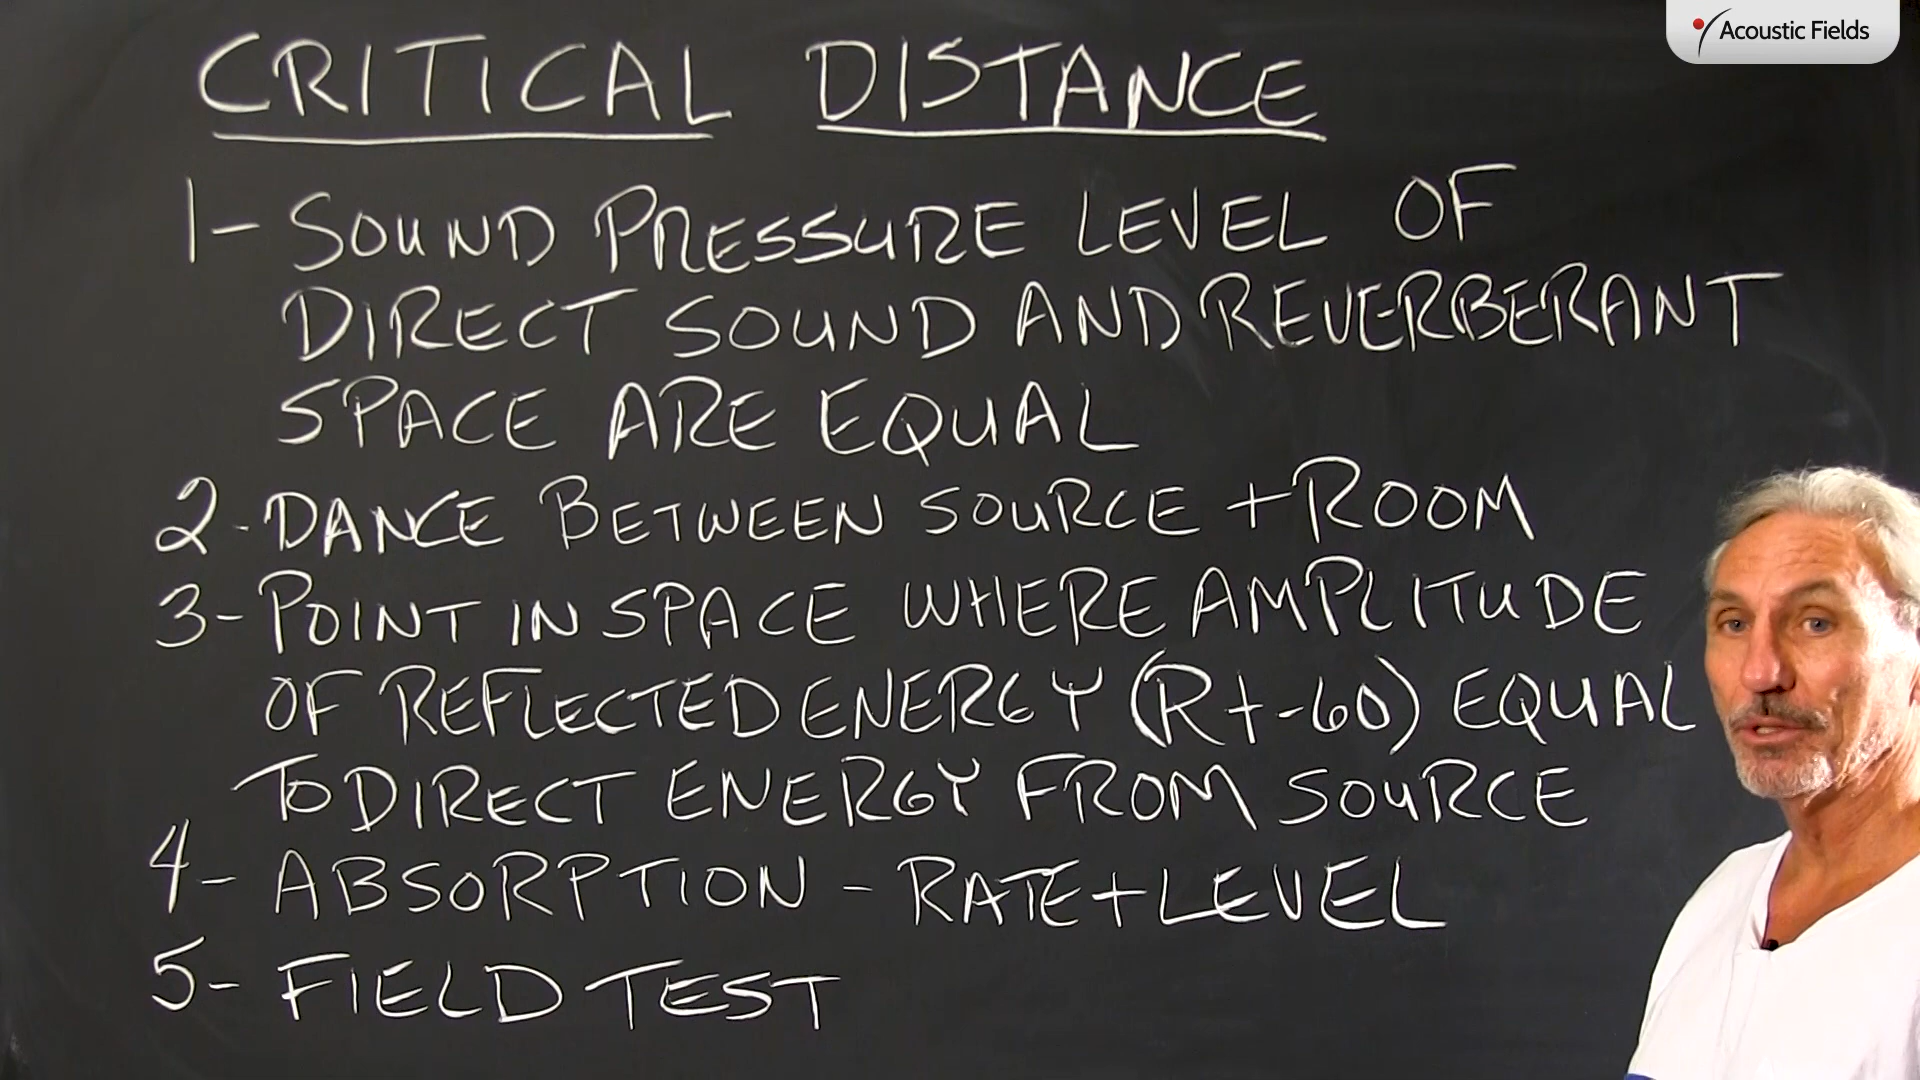 Acoustic Fields
CRITICAL DISTANCE
1- SOUND PRESSURE LEVEL OF
DIRECT SOUND AND REVERBERANT
SPACE ARE EQUAL
2- DANCE BETWEEN SOURCE + ROOM
3- POINT IN SPACE WHERE AMPLITUDE
OF REFLECTED ENERGY (Rt-60) EQUAL
TO DIRECT ENERGY FROM SOURCE
4- ABSORPTION - RATE + LEVEL
5- FIELD TEST